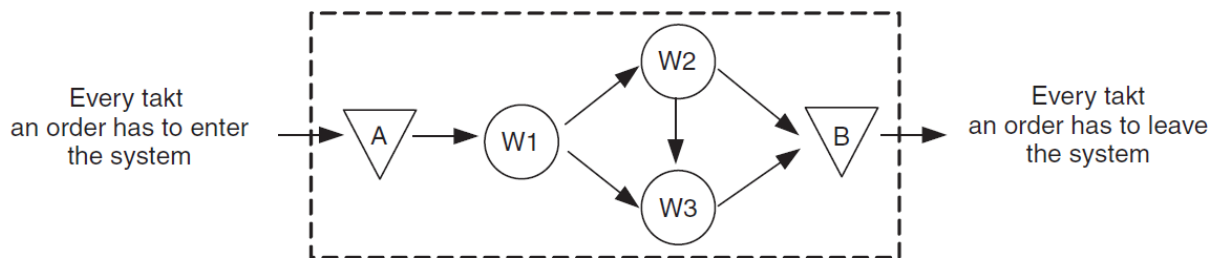 Every takt
an order has to enter
the system
A
W1
W2
W3
B
Every takt
an order has to leave
the system